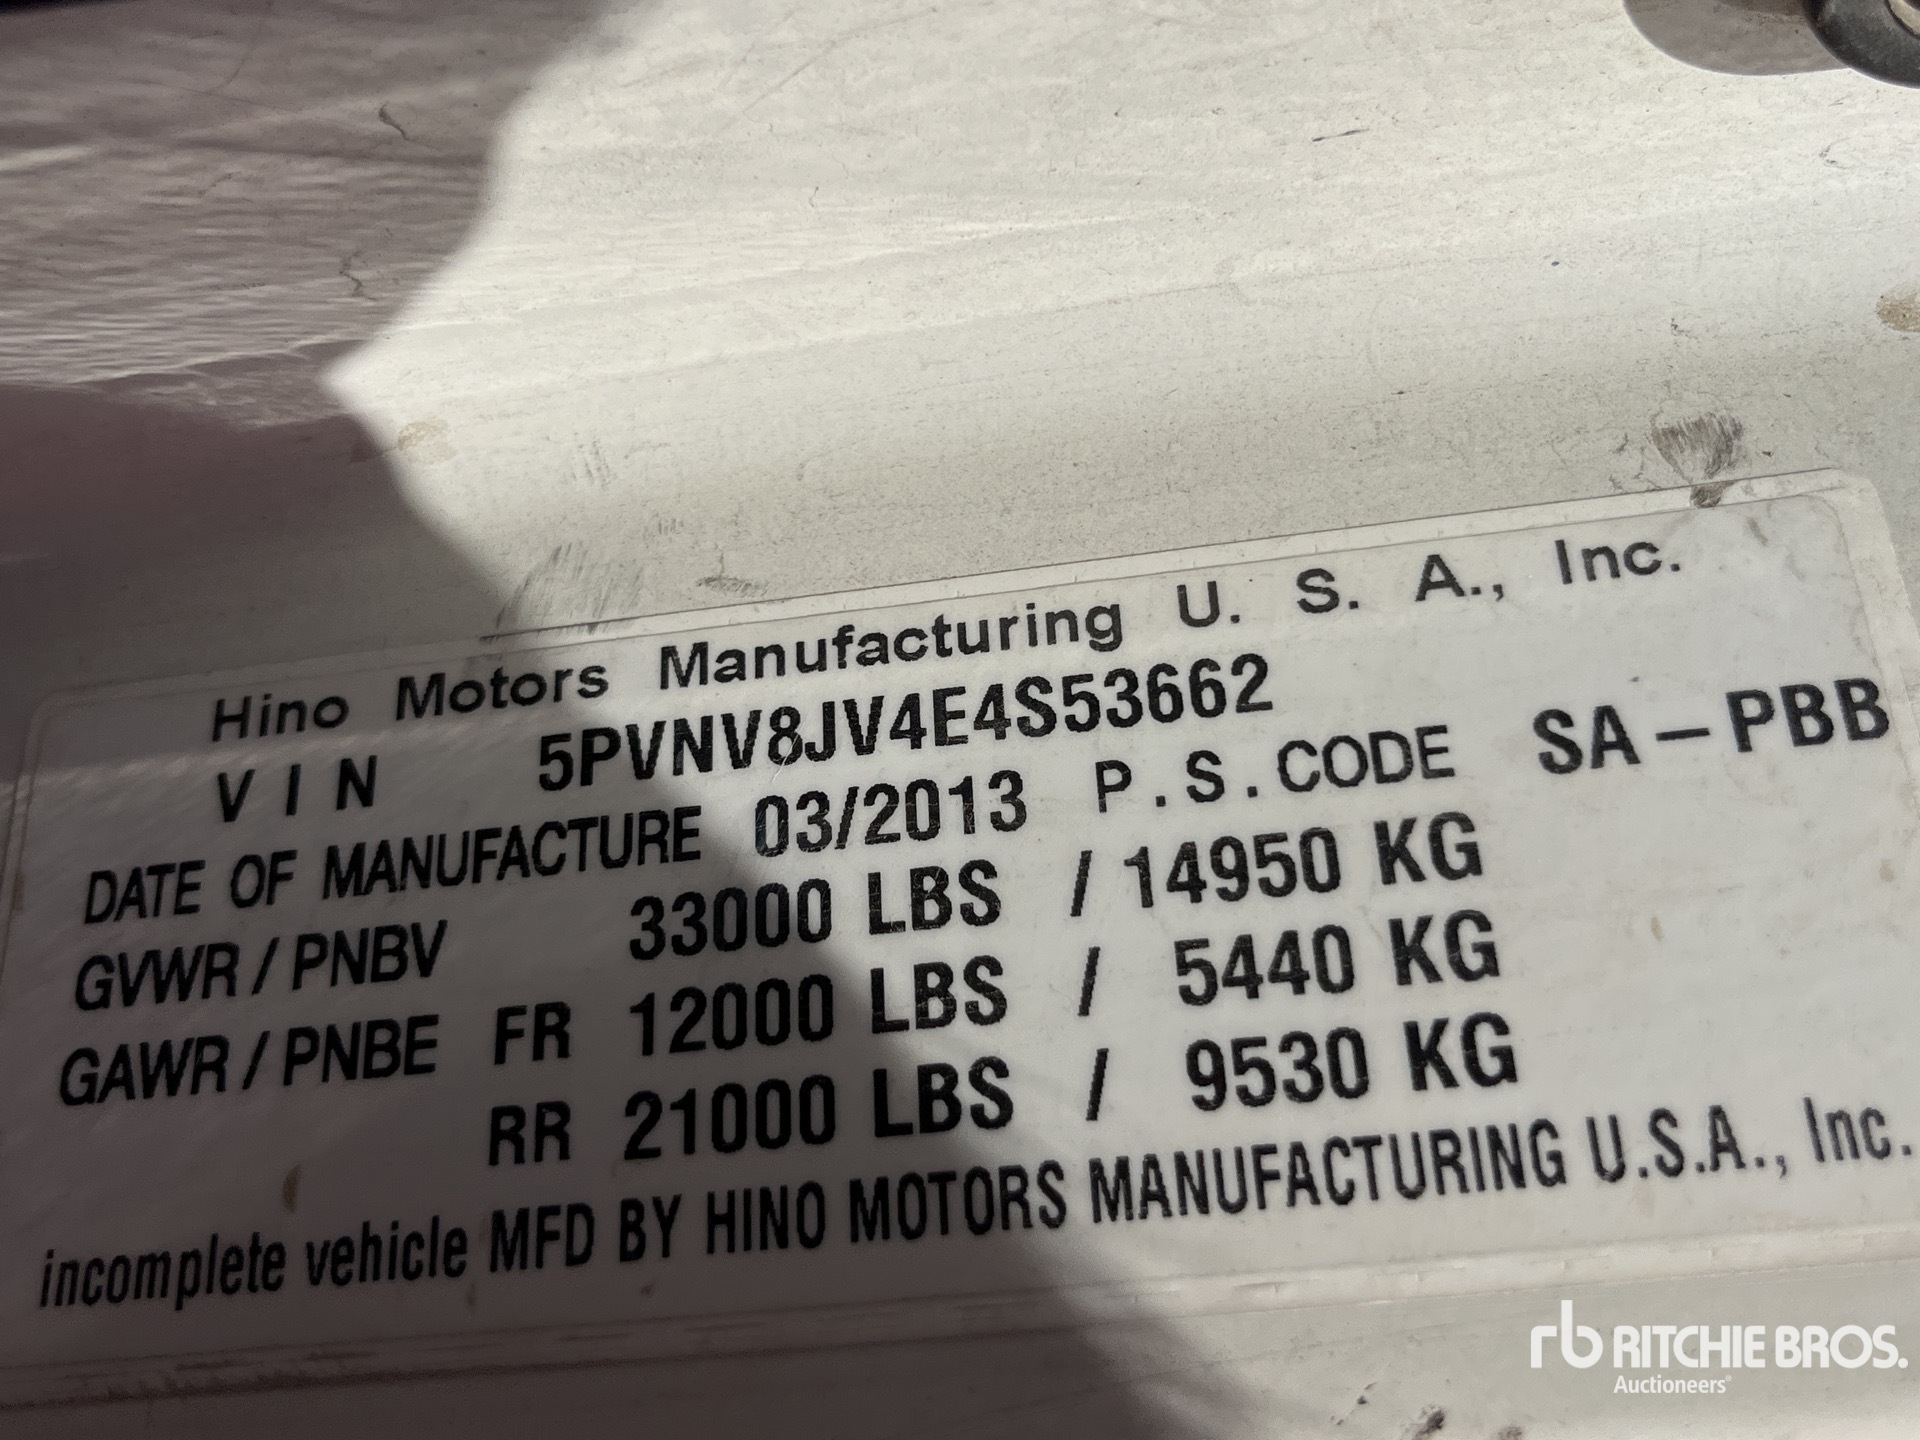 Hino Motors Manufacturing U. S. A., Inc.
VIN 5PVNV8JV4E4S53662
DATE OF MANUFACTURE 03/2013 P.S.CODE SA-PBB
GVWR/PNBV 33000 LBS / 14950 KG
GAWR/PNBE FR 12000 LBS / 5440 KG
RR 21000 LBS / 9530 KG
incomplete vehicle MFD BY HINO MOTORS MANUFACTURING U.S.A., Inc.
rb RITCHIE BROS.
Auctioneers